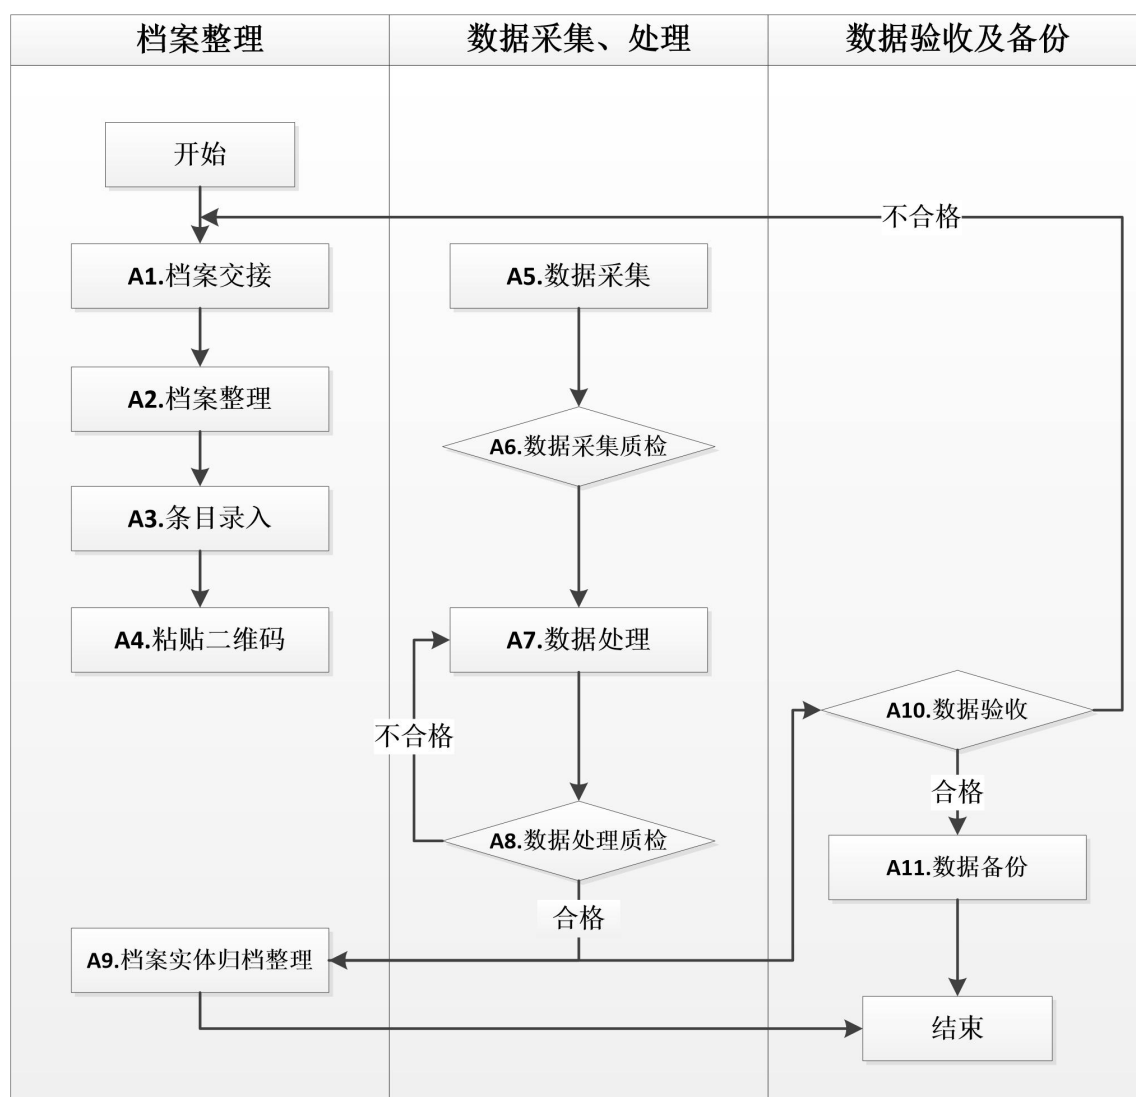 档案整理
数据采集、处理
数据验收及备份
开始
不合格
A1.档案交接
A5.数据采集
A2.档案整理
A6.数据采集质检
A3.条目录入
A4.粘贴二维码
A7.数据处理
A10.数据验收
不合格
合格
A8.数据处理质检
A11.数据备份
合格
A9.档案实体归档整理
结束